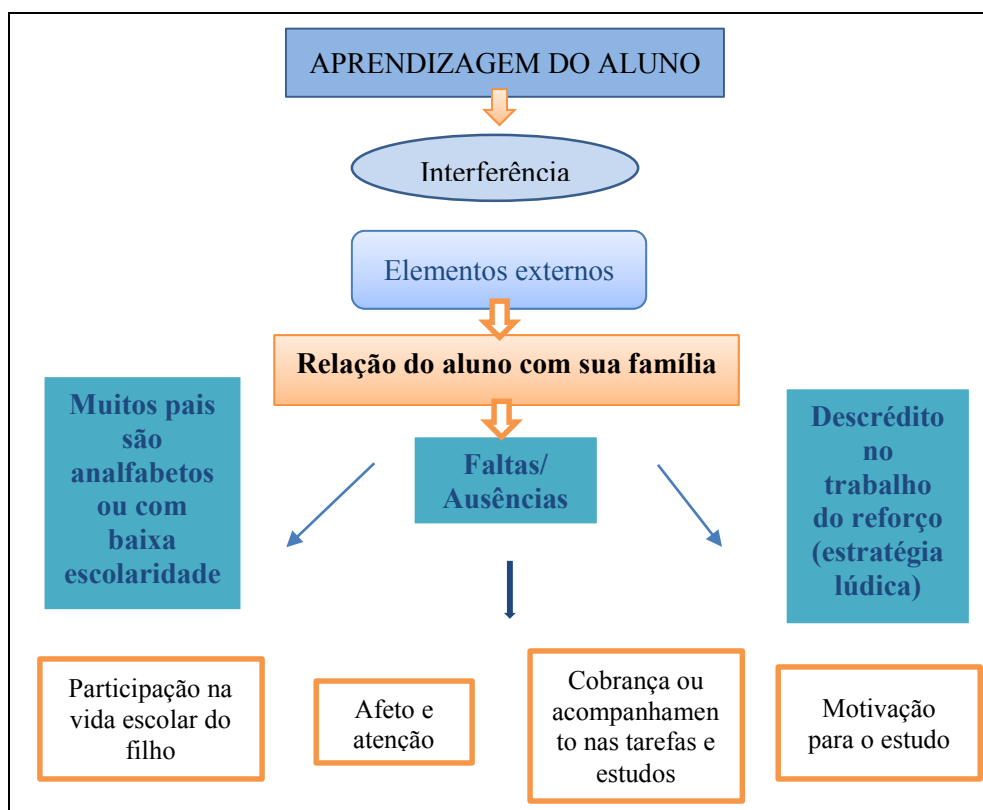 APRENDIZAGEM DO ALUNO
Interferência
Elementos externos
Relação do aluno com sua família
Muitos pais
são
analfabetos
ou com
baixa
escolaridade
Faltas/
Ausências
Descrédito
no
trabalho
do reforço
(estratégia
lúdica)
Participação na
vida escolar do
filho
Afeto e
atenção
Cobrança ou
acompanhamen
to nas tarefas e
estudos
Motivação
para o estudo